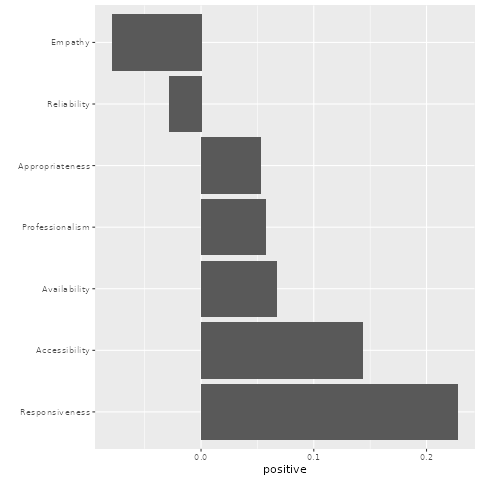 Empathy
Reliability
Appropriateness
Professionalism
Availability
Accessibility
Responsiveness
0.0 0.1 0.2
positive